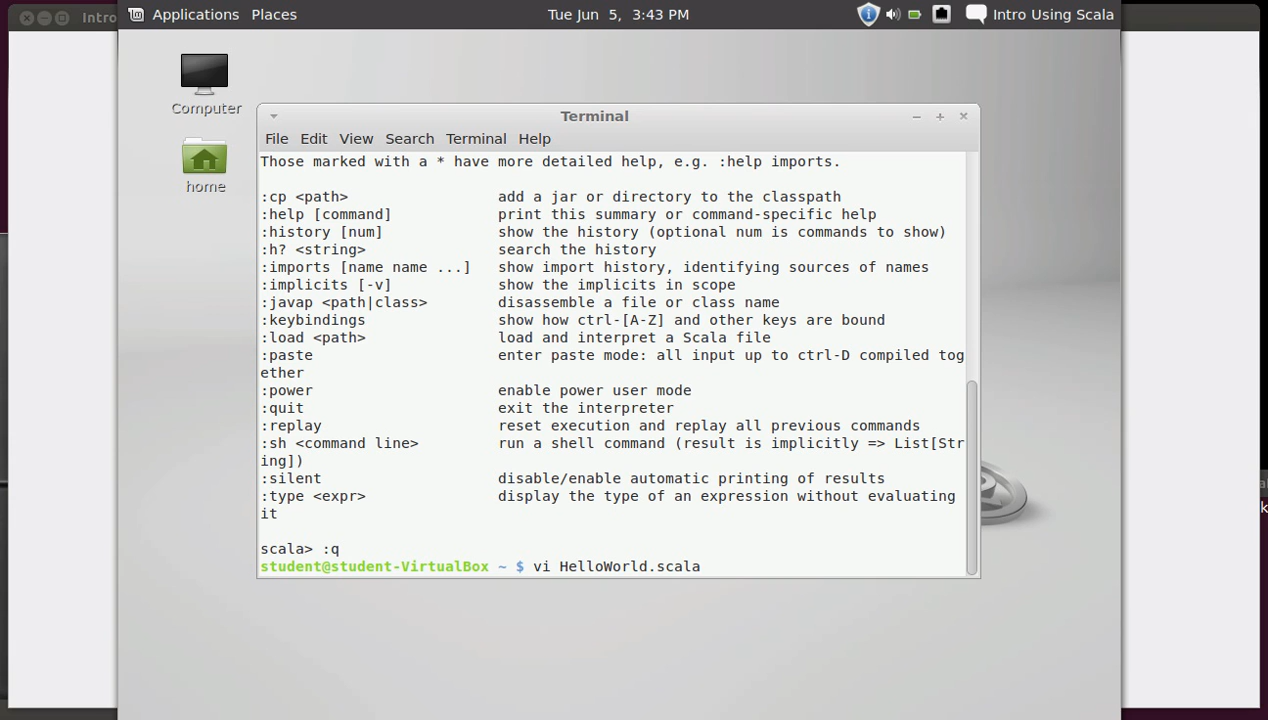 Intro
Applications Places Tue Jun 5, 3:43 PM Intro Using Scala
Computer
home
Terminal
File Edit View Search Terminal Help
Those marked with a * have more detailed help, e.g. :help imports.
:cp <path> add a jar or directory to the classpath
:help [command] print this summary or command-specific help
:history [num] show the history (optional num is commands to show)
:h? <string> search the history
:imports [name name ...] show import history, identifying sources of names
:implicits [-v] show the implicits in scope
:javap <path|class> disassemble a file or class name
:keybindings show how ctrl-[A-Z] and other keys are bound
:load <path> load and interpret a Scala file
:paste enter paste mode: all input up to ctrl-D compiled tog
ether
:power enable power user mode
:quit exit the interpreter
:replay reset execution and replay all previous commands
:sh <command line> run a shell command (result is implicitly => List[Str
ing])
:silent disable/enable automatic printing of results
:type <expr> display the type of an expression without evaluating
it
scala> :q
student@student-VirtualBox ~ $ vi HelloWorld.scala